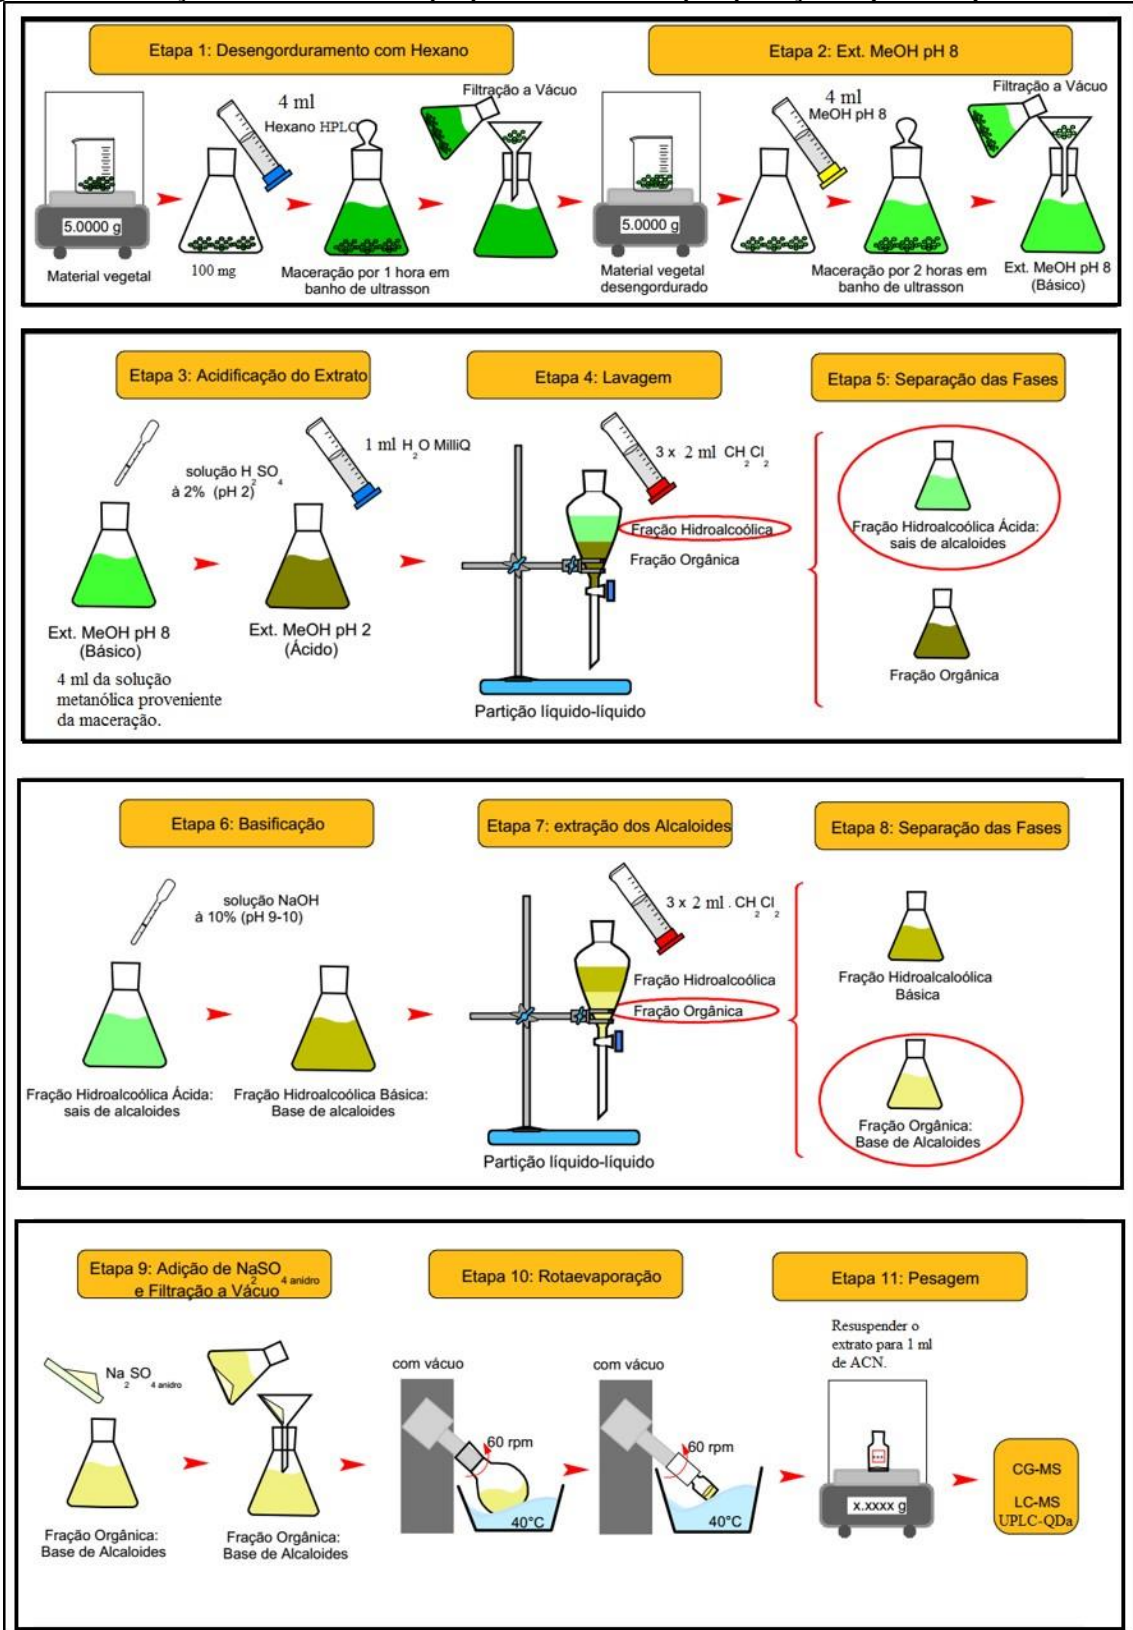 Etapa 1: Desengorduramento com Hexano
Etapa 2: Ext. MeOH pH 8
4 ml
Hexano HPLC
Filtração a Vácuo
4 ml
MeOH pH 8
Filtração a Vácuo
5.0000 g
Material vegetal
100 mg
Maceração por 1 hora em
banho de ultrasson
5.0000 g
Material vegetal
desengordurado
Maceração por 2 horas em
banho de ultrasson
Ext. MeOH pH 8
(Básico)
Etapa 3: Acidificação do Extrato
Etapa 4: Lavagem
Etapa 5: Separação das Fases
solução H2SO4
à 2% (pH 2)
1 ml H2O MilliQ
3 x 2 ml CH2Cl2
Ext. MeOH pH 8
(Básico)
4 ml da solução
metanólica proveniente
da maceração.
Ext. MeOH pH 2
(Ácido)
Fração Hidroalcoólica
Fração Orgânica
Partição líquido-líquido
Fração Hidroalcoólica Ácida:
sais de alcaloides
Fração Orgânica
Etapa 6: Basificação
Etapa 7: extração dos Alcaloides
Etapa 8: Separação das Fases
solução NaOH
à 10% (pH 9-10)
3 x 2 ml . CH2Cl2
Fração Hidroalcoólica Ácida:
sais de alcaloides
Fração Hidroalcoólica Básica:
Base de alcaloides
Fração Hidroalcoólica
Fração Orgânica
Partição líquido-líquido
Fração Hidroalcaloólica
Básica
Fração Orgânica:
Base de Alcaloides
Etapa 9: Adição de NaSO2 4 anidro
e Filtração a Vácuo
Etapa 10: Rotaevaporação
Etapa 11: Pesagem
Na2SO4 anidro
Fração Orgânica:
Base de Alcaloides
Fração Orgânica:
Base de Alcaloides
com vácuo
60 rpm
40°C
com vácuo
60 rpm
40°C
Resuspender o
extrato para 1 ml
de ACN.
x.xxxx g
CG-MS
LC-MS
UPLC-QDa